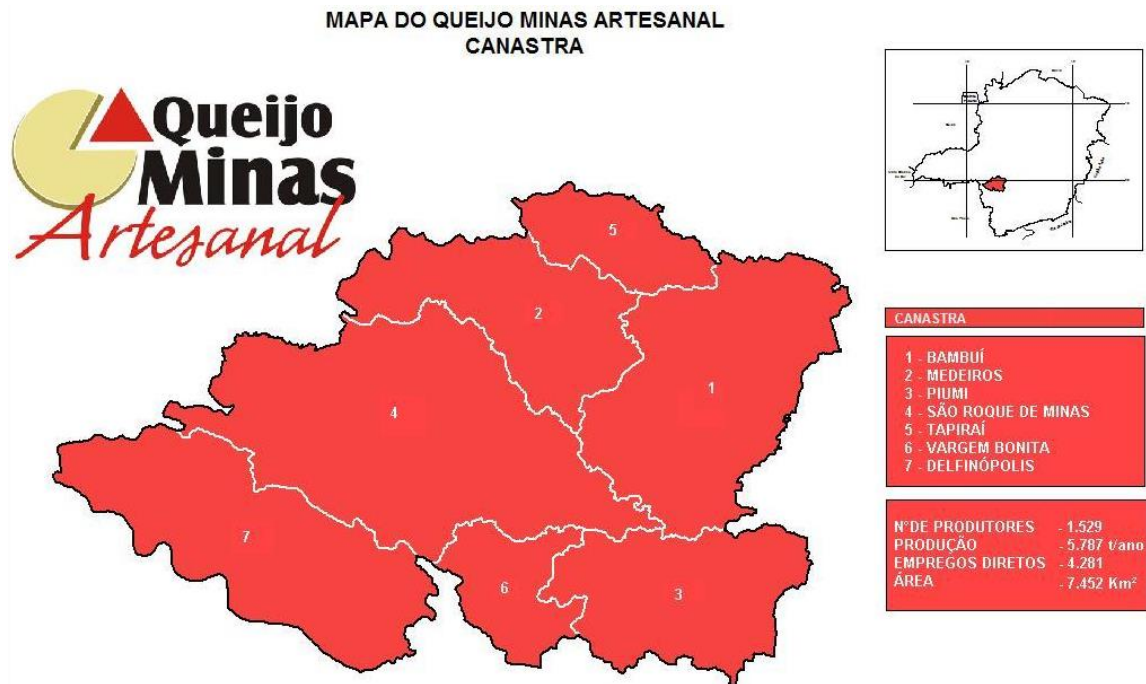 MAPA DO QUEIJO MINAS ARTESANAL
CANASTRA
Queijo
Minas
Artesanal
5
2
1
4
7
6
3
CANASTRA
1 - BAMBUÍ
2 - MEDEIROS
3 - PIUMI
4 - SÃO ROQUE DE MINAS
5 - TAPIRAÍ
6 - VARGEM BONITA
7 - DELFINÓPOLIS
N°DE PRODUTORES - 1.529
PRODUÇÃO - 5.787 t/ano
EMPREGOS DIRETOS - 4.281
ÁREA - 7.452 Km²